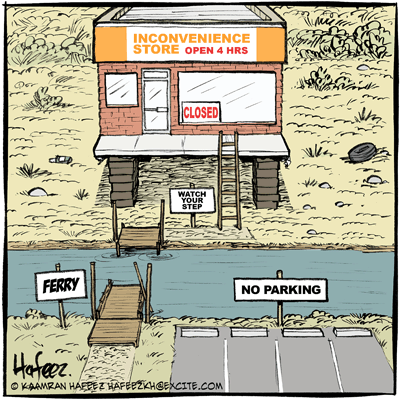 INCONVENIENCE
STORE OPEN 4 HRS
CLOSED
WATCH
YOUR
STEP
FERRY
NO PARKING
Hafeez.
© KAAMRAN HAFEEZ HAFEEZKH@EXCITE.COM